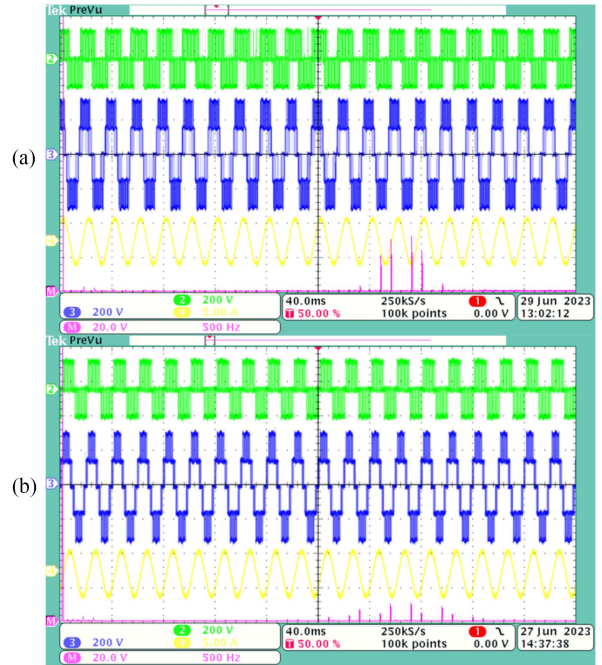 Tek PreVu
2
(a)
3
M
2 200 V
40.0ms 250kS/s 1
29 Jun 2023
3 200 V
5.00 A
T 50.00 % 100k points 0.00 V
13:02:12
M 20.0 V 500 Hz
Tek PreVu
2
3
(b)
M
2 200 V
40.0ms 250kS/s 1
27 Jun 2023
3 200 V
5.00 A
T 50.00 % 100k points 0.00 V
14:37:38
M 20.0 V 500 Hz